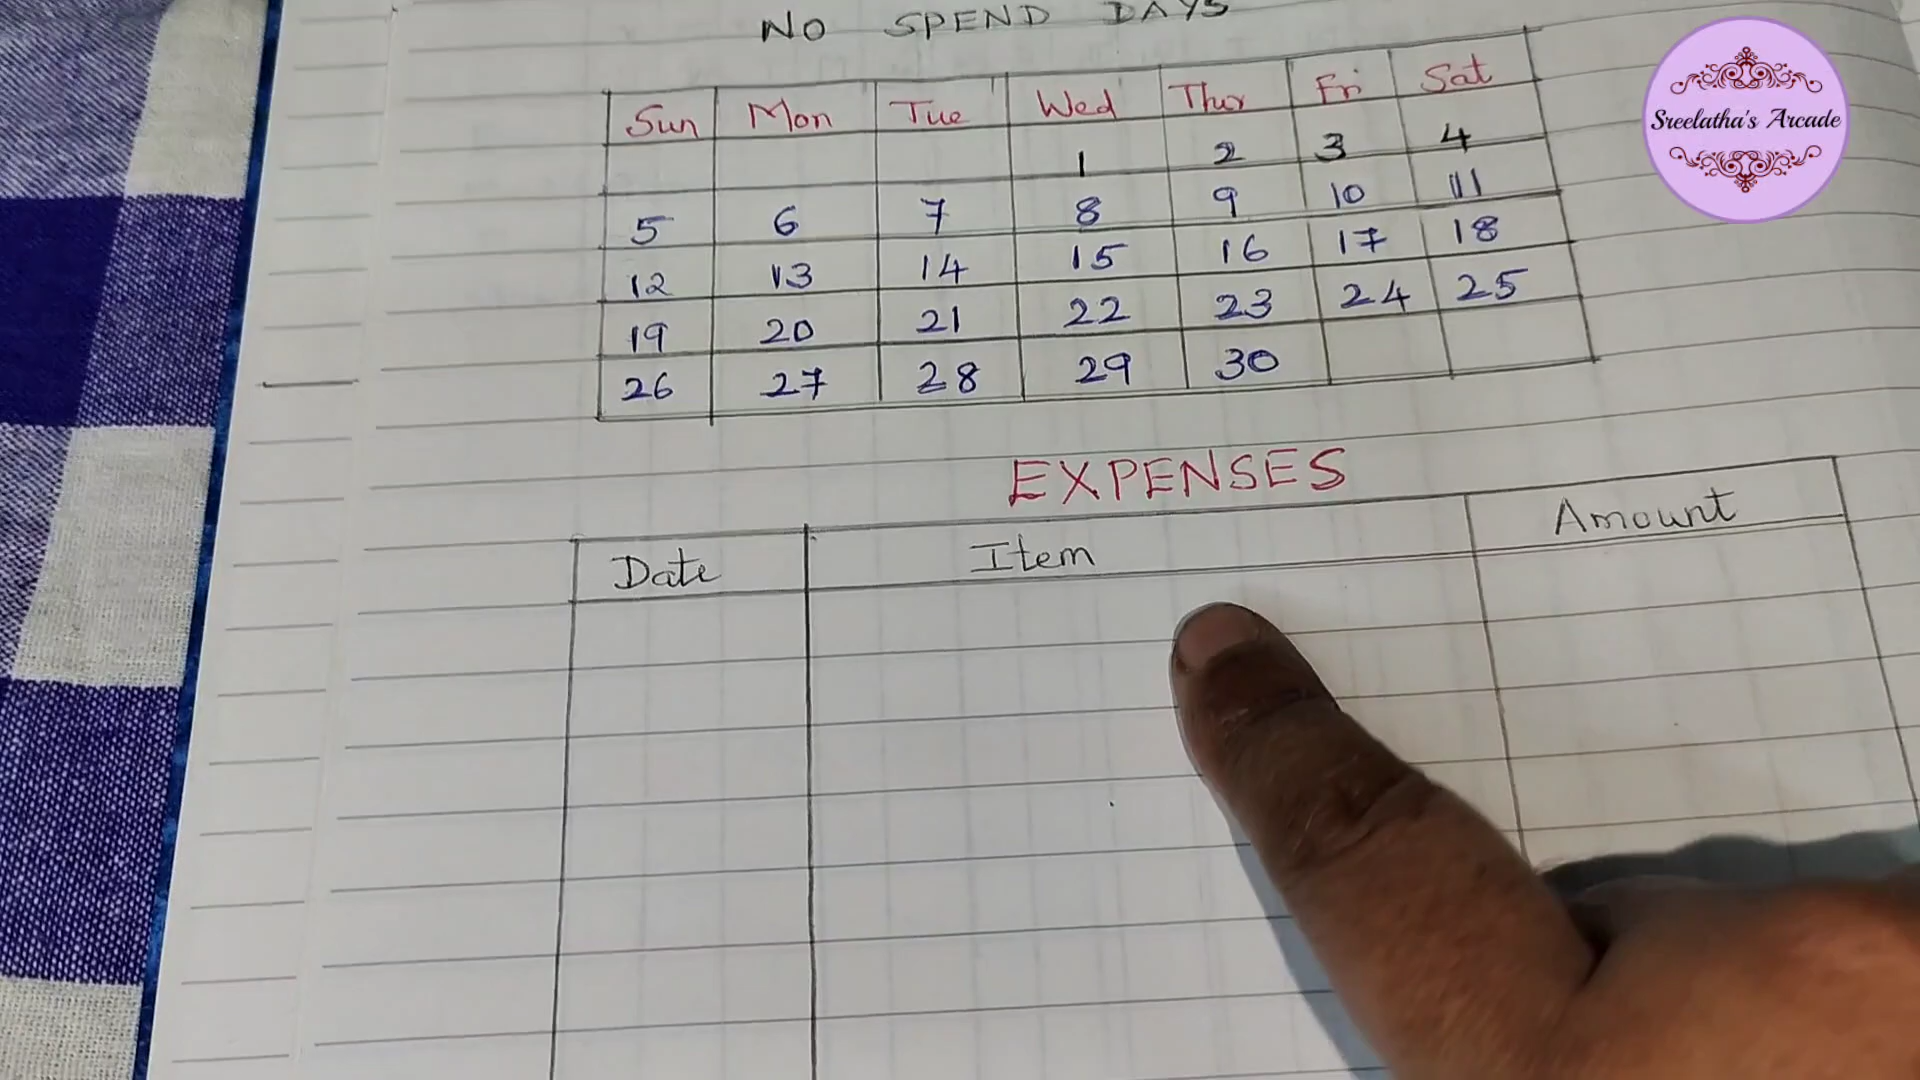 NO SPEND DAYS
Sun Mon Tue Wed Thur Fri Sat
1 2 3 4
5 6 7 8 9 10 11
12 13 14 15 16 17 18
19 20 21 22 23 24 25
26 27 28 29 30
EXPENSES
Date Item Amount
Sreelatha's Arcade